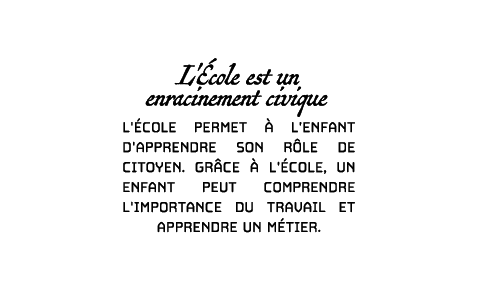 L'École est un
enracinement civique
L'ÉCOLE PERMET À L'ENFANT
D'APPRENDRE SON RÔLE DE
CITOYEN. GRÂCE À L'ÉCOLE, UN
ENFANT PEUT COMPRENDRE
L'IMPORTANCE DU TRAVAIL ET
APPRENDRE UN MÉTIER.